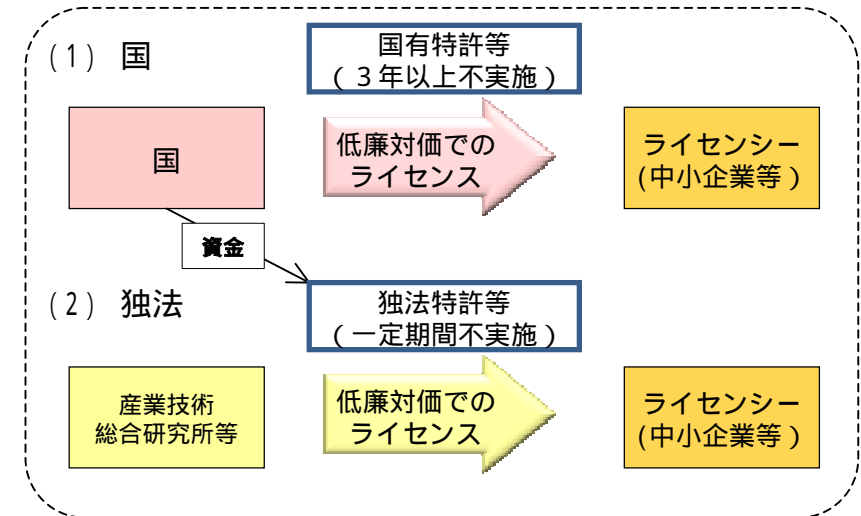 (1) 国
国有特許等
(３年以上不実施)
国
低廉対価での
ライセンス
ライセンシー
(中小企業等)
資金
(2) 独法
独法特許等
(一定期間不実施)
産業技術
総合研究所等
低廉対価での
ライセンス
ライセンシー
(中小企業等)